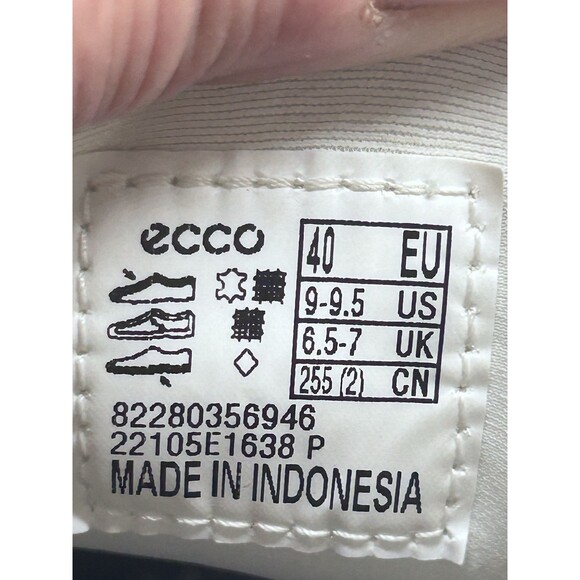 ecco
40 EU
9-9.5 US
6.5-7 UK
255 (2) CN
82280356946
22105E1638 P
MADE IN INDONESIA